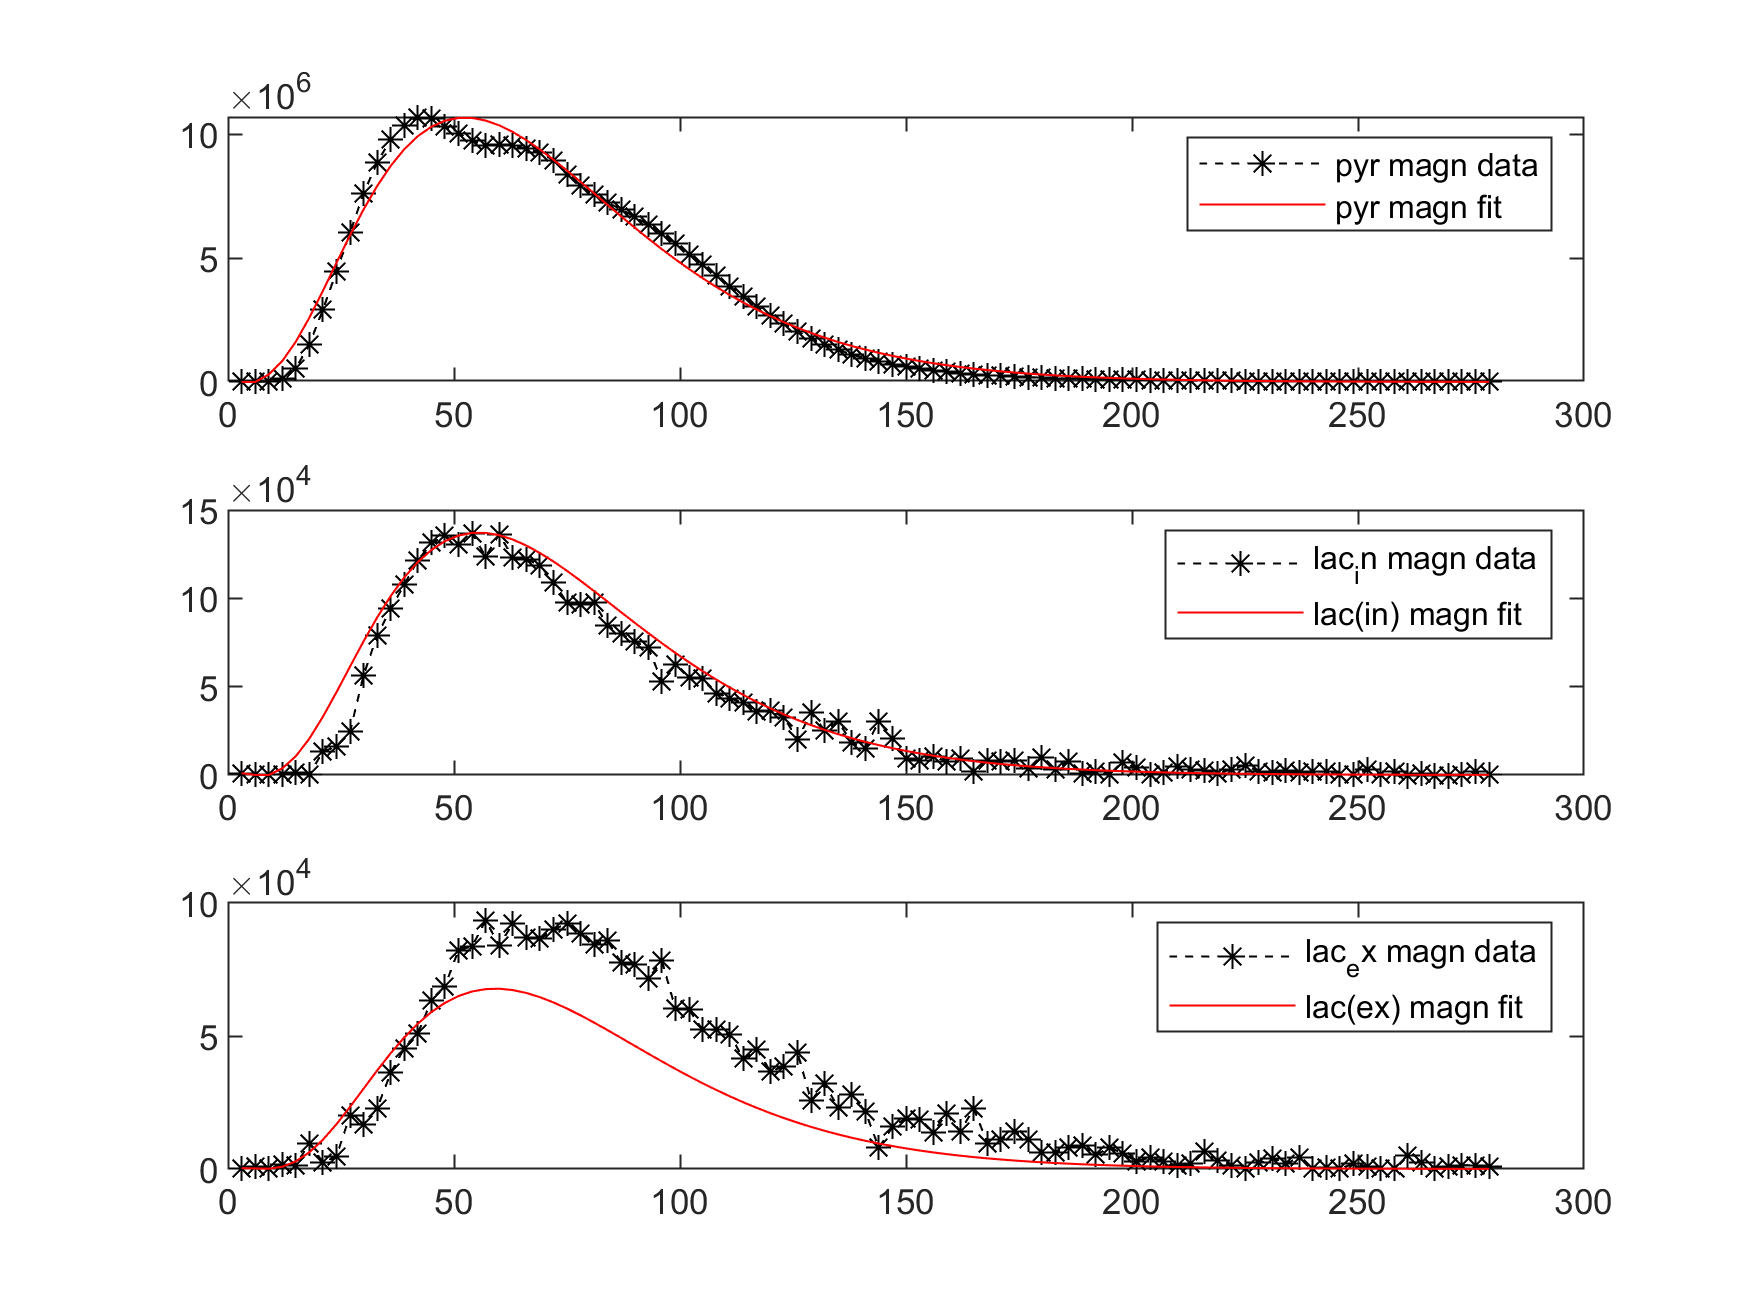 ×10^6
10
5
0
0 50 100 150 200 250 300
pyr magn data
pyr magn fit
×10^4
15
10
5
0
0 50 100 150 200 250 300
lac_in magn data
lac(in) magn fit
×10^4
10
5
0
0 50 100 150 200 250 300
lac_ex magn data
lac(ex) magn fit